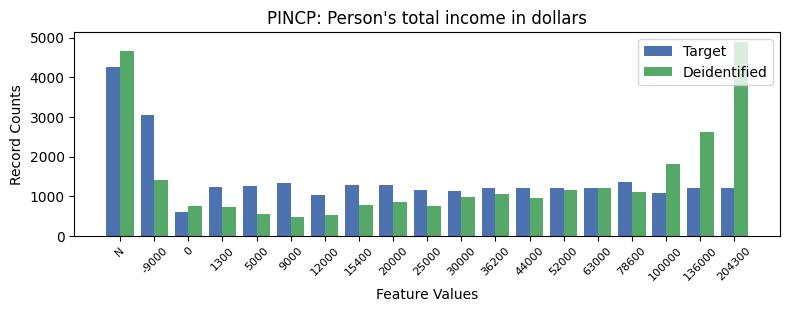 PINCP: Person's total income in dollars
Target
Deidentified
Record Counts
5000
4000
3000
2000
1000
0
N -9000 0 1300 5000 9000 12000 15400 20000 25000 30000 36200 44000 52000 63000 78600 100000 136000 204300
Feature Values